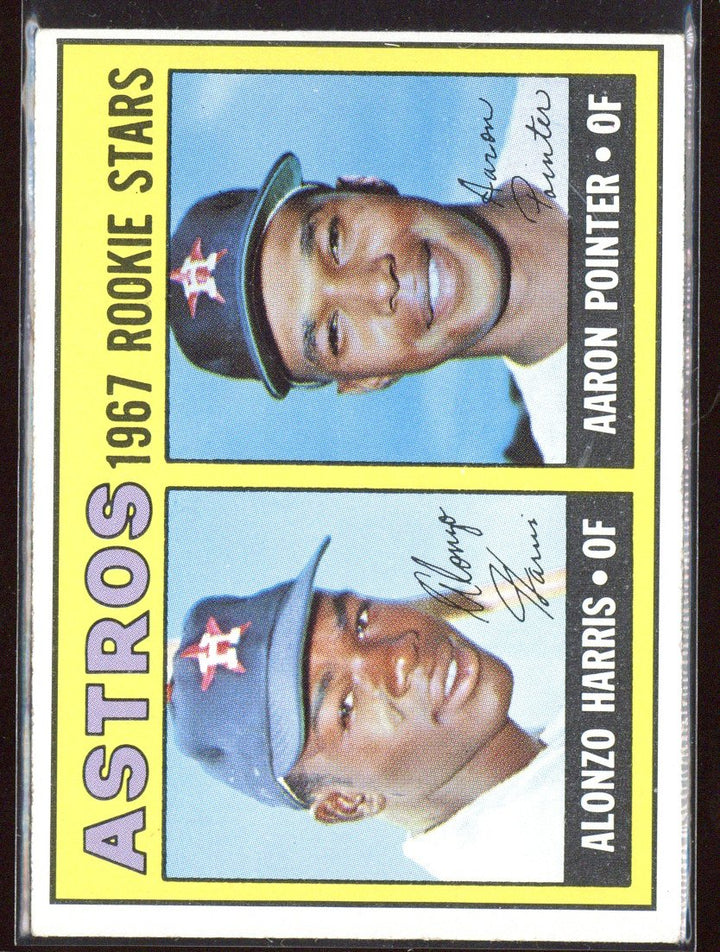 ASTROS 1967 ROOKIE STARS
H
Alonzo
Harris
ALONZO HARRIS • OF
H
Aaron
Pointer
AARON POINTER • OF